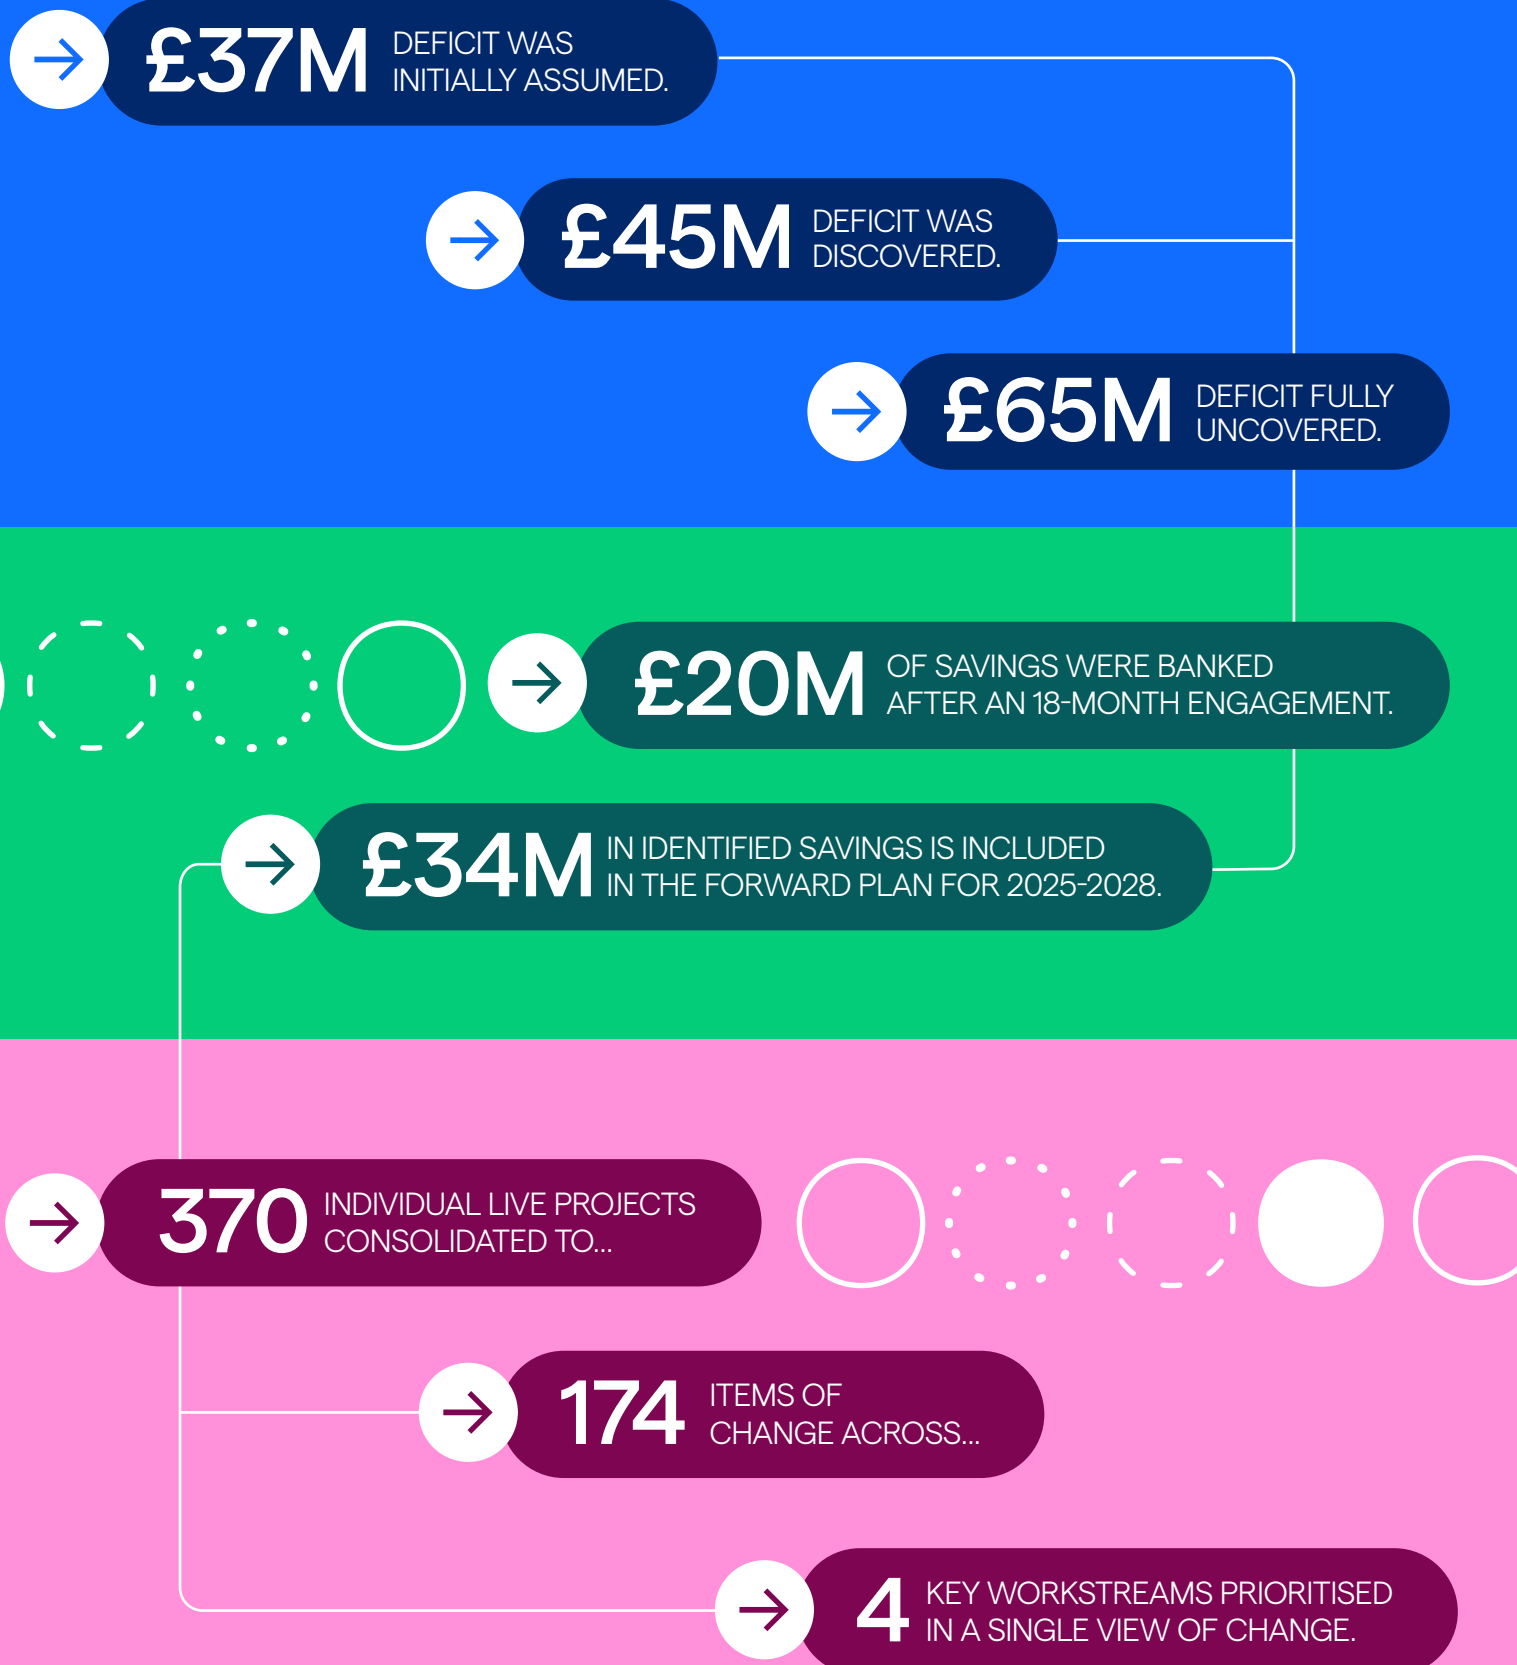 £37M DEFICIT WAS
INITIALLY ASSUMED.
£45M DEFICIT WAS
DISCOVERED.
£65M DEFICIT FULLY
UNCOVERED.
£20M OF SAVINGS WERE BANKED
AFTER AN 18-MONTH ENGAGEMENT.
£34M IN IDENTIFIED SAVINGS IS INCLUDED
IN THE FORWARD PLAN FOR 2025-2028.
370 INDIVIDUAL LIVE PROJECTS
CONSOLIDATED TO...
174 ITEMS OF
CHANGE ACROSS...
4 KEY WORKSTREAMS PRIORITISED
IN A SINGLE VIEW OF CHANGE.